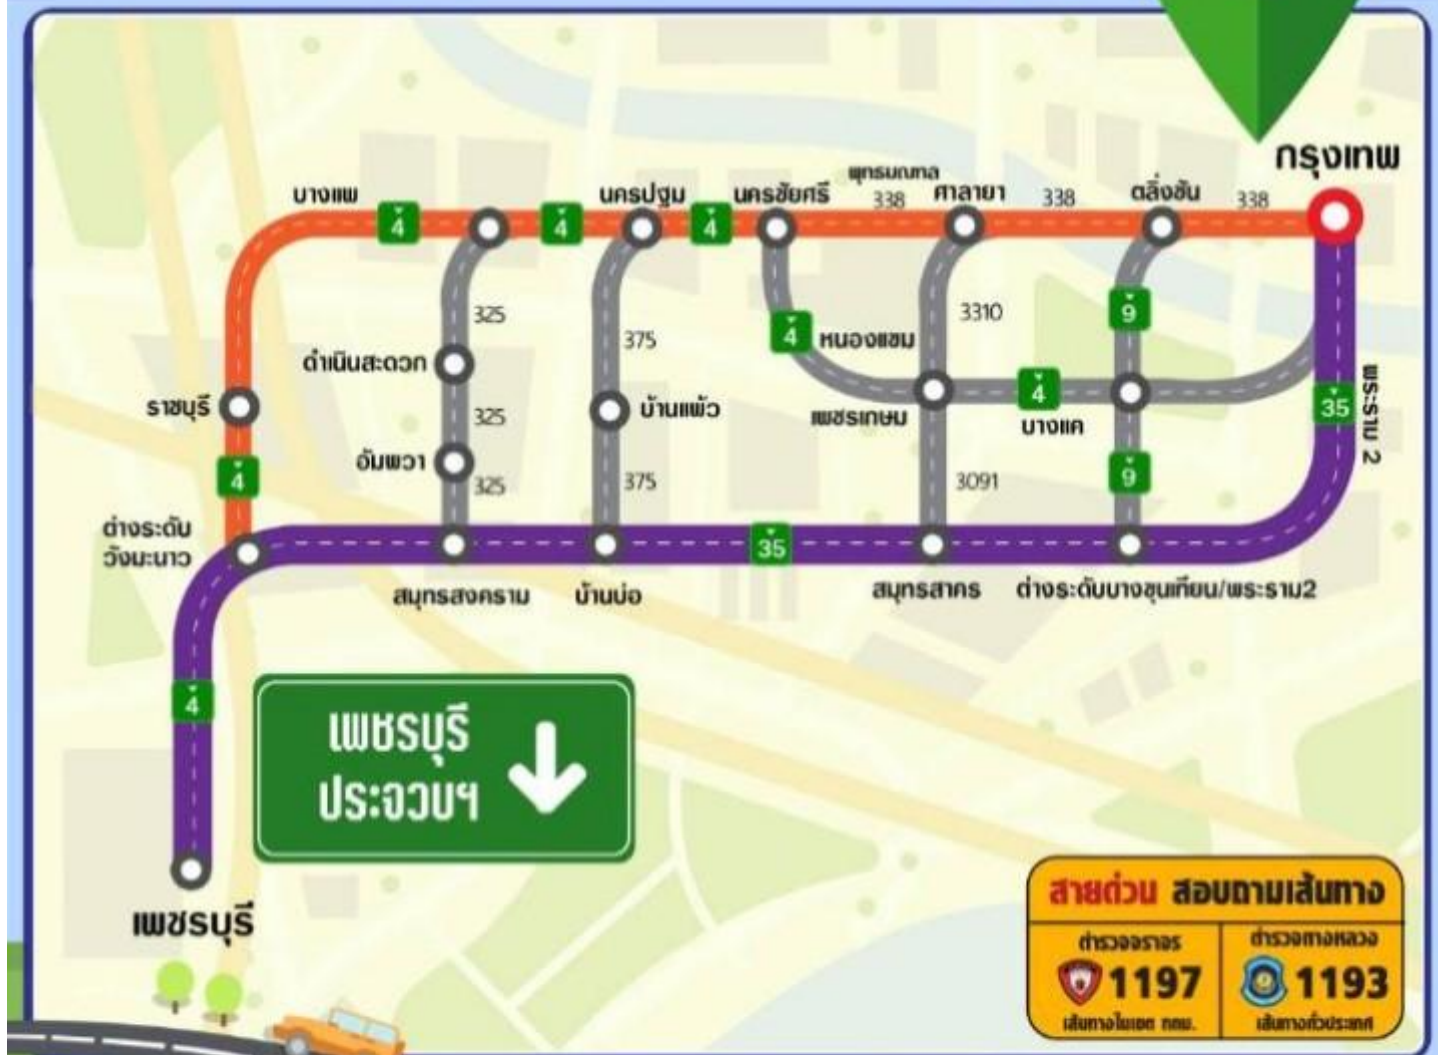 กรุงเทพ
พุทธมณฑล
บางแพ
นครปฐม
นครชัยศรี
338
ศาลายา
338
ตลิ่งชัน
338
4
4
4
325
375
4
หนองแขม
3310
9
ดำเนินสะดวก
ราชบุรี
325
บ้านแพ้ว
เพชรเกษม
4
บางแค
35
พระราม 2
อัมพวา
4
325
375
3091
9
ต่างระดับ
วังมะนาว
35
สมุทรสงคราม
บ้านบ่อ
สมุทรสาคร
ต่างระดับบางขุนเทียน/พระราม2
4
เพชรบุรี
ประจวบฯ
เพชรบุรี
สายด่วน สอบถามเส้นทาง
ตำรวจจราจร
1197
เส้นทางในเขต กทม.
ตำรวจทางหลวง
1193
เส้นทางทั่วประเทศ